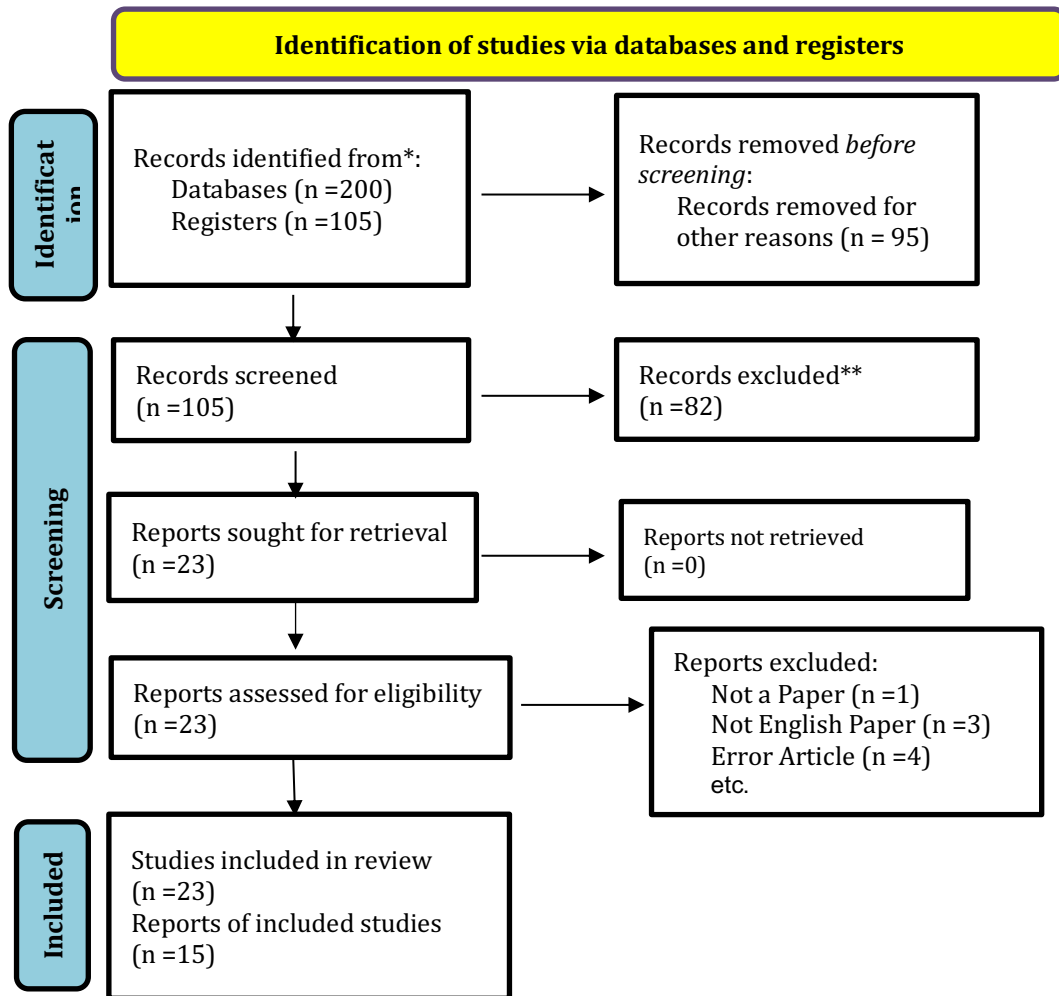 Identification of studies via databases and registers
Identificat
ion
Records identified from*:
Databases (n =200)
Registers (n =105)
Records removed before
screening:
Records removed for
other reasons (n = 95)
Screening
Records screened
(n =105)
Records excluded**
(n =82)
Reports sought for retrieval
(n =23)
Reports not retrieved
(n =0)
Reports assessed for eligibility
(n =23)
Reports excluded:
Not a Paper (n =1)
Not English Paper (n =3)
Error Article (n =4)
etc.
Included
Studies included in review
(n =23)
Reports of included studies
(n =15)